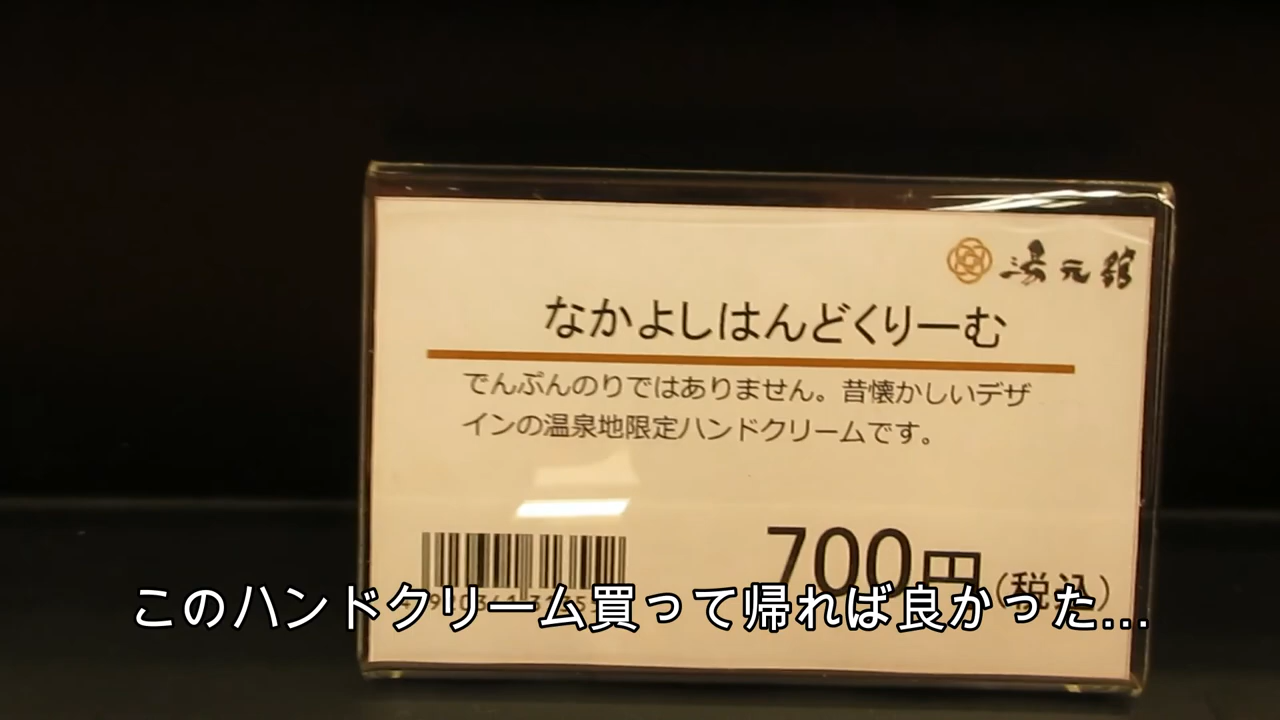 湯元舘
なかよしはんどくりーむ
でんぷんのりではありません。昔懐かしいデザ
インの温泉地限定ハンドクリームです。
700円(税込)
このハンドクリーム買って帰れば良かった...